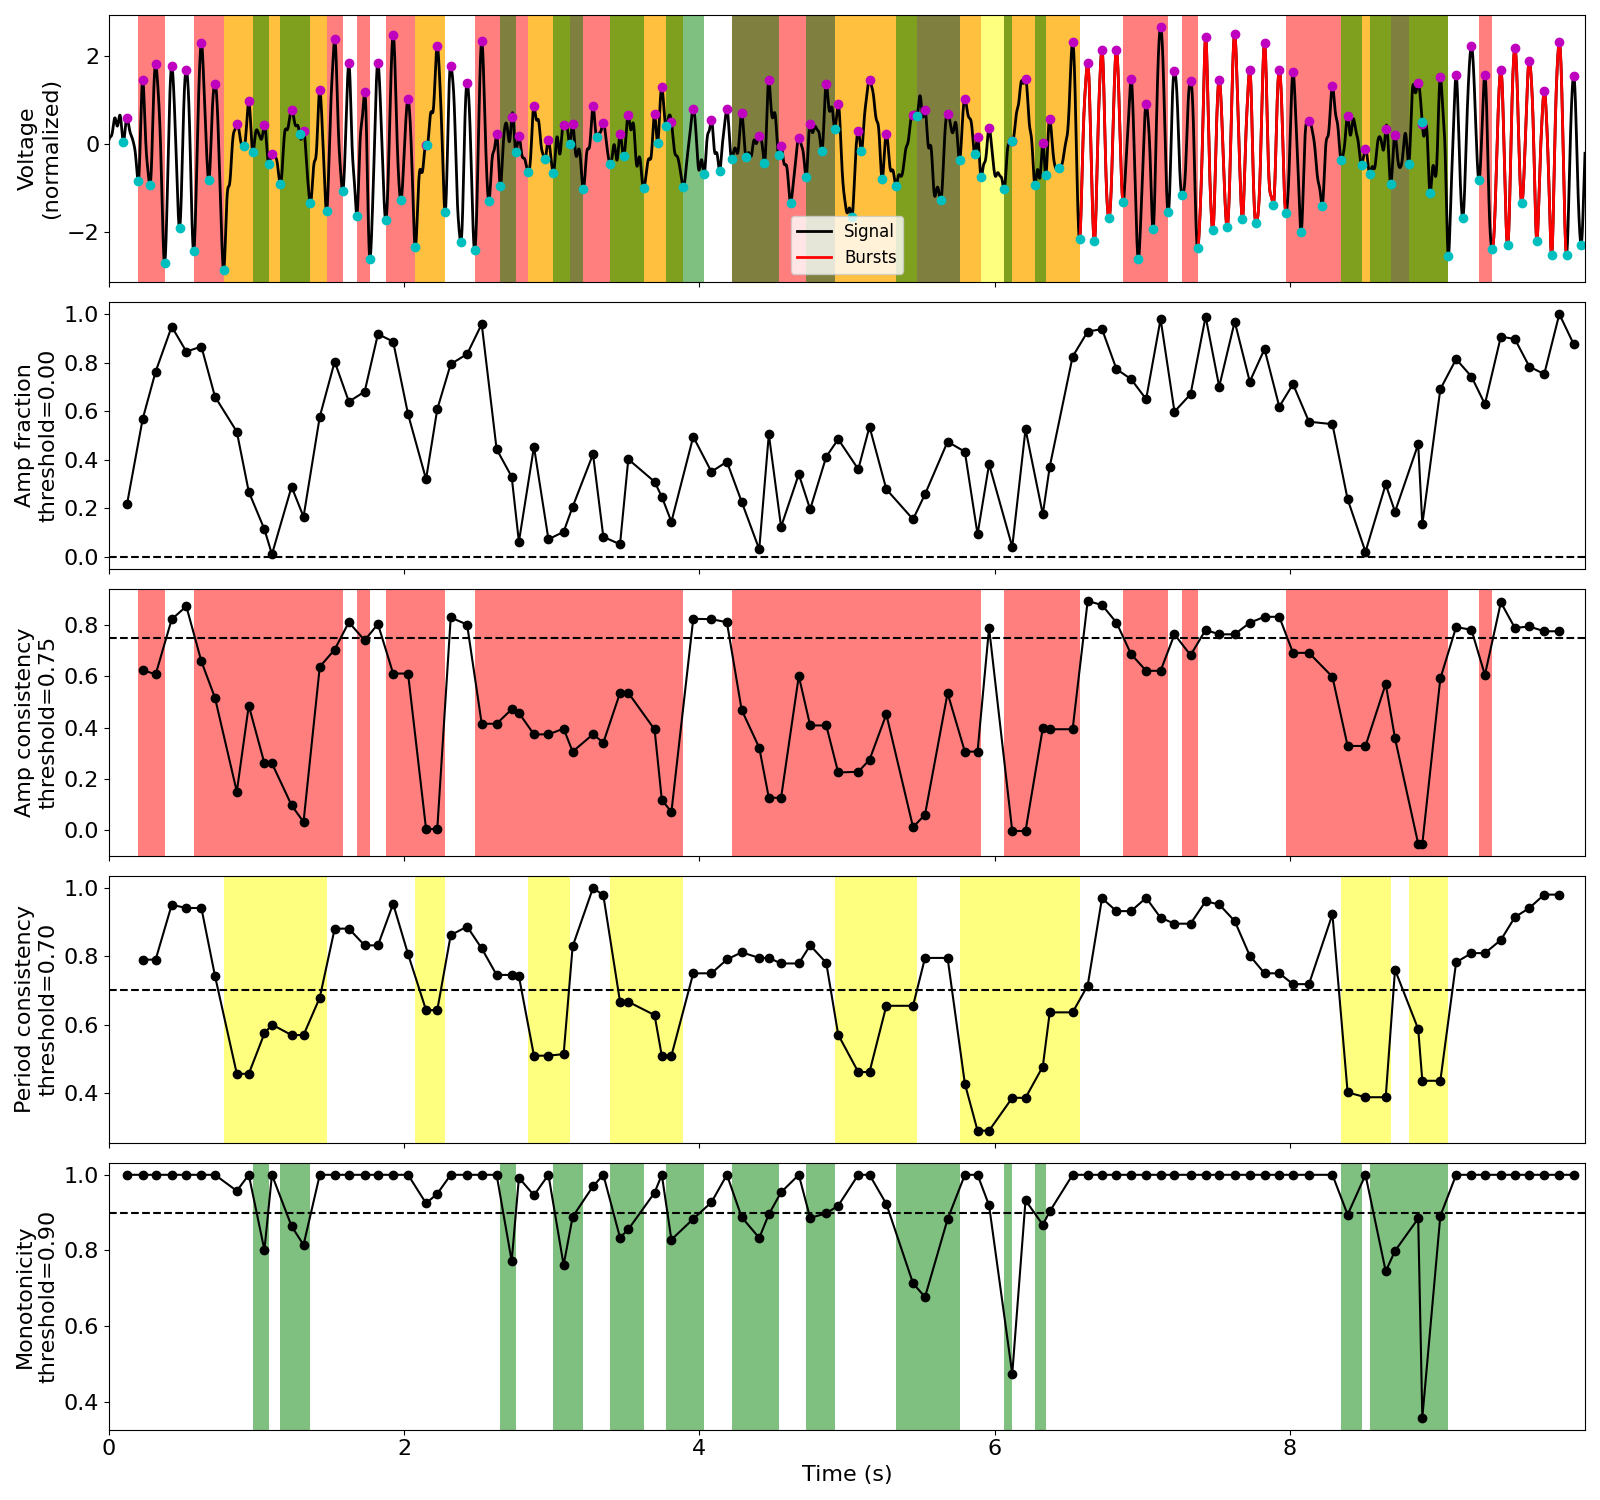 Voltage
(normalized)
2
0
−2
Signal
Bursts
Amp fraction
threshold=0.00
1.0
0.8
0.6
0.4
0.2
0.0
Amp consistency
threshold=0.75
0.8
0.6
0.4
0.2
0.0
Period consistency
threshold=0.70
1.0
0.8
0.6
0.4
Monotonicity
threshold=0.90
1.0
0.8
0.6
0.4
0
2
4
6
8
Time (s)